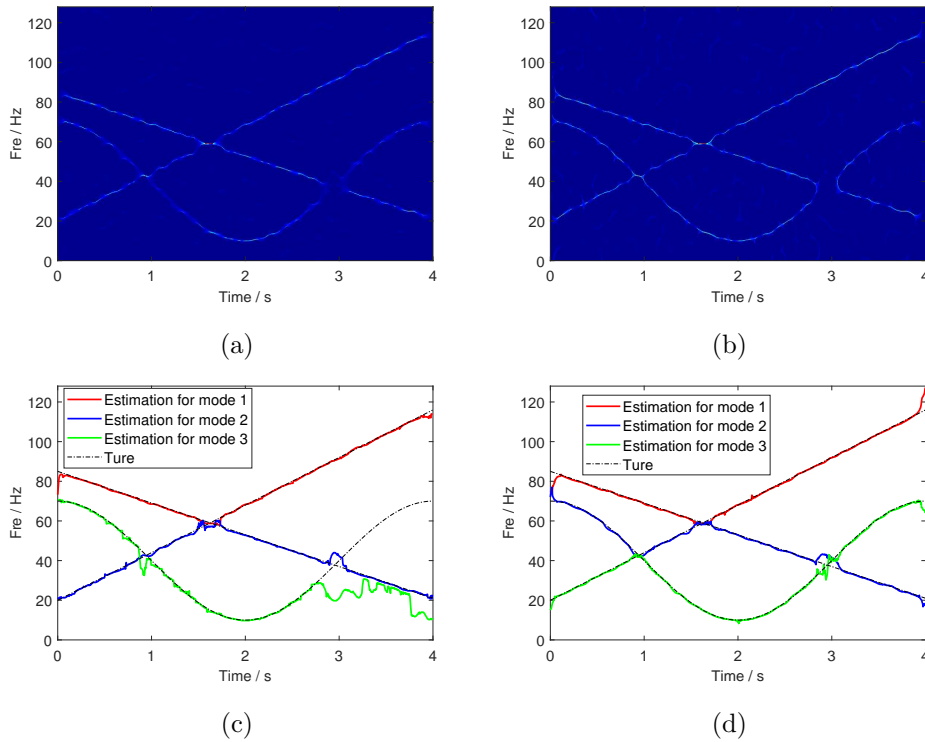 120
100
80
60
40
20
0
Fre / Hz
0 1 2 3 4
Time / s
(a)
120
100
80
60
40
20
0
Fre / Hz
0 1 2 3 4
Time / s
(b)
120
100
80
60
40
20
0
Fre / Hz
Estimation for mode 1
Estimation for mode 2
Estimation for mode 3
Ture
0 1 2 3 4
Time / s
(c)
120
100
80
60
40
20
0
Fre / Hz
Estimation for mode 1
Estimation for mode 2
Estimation for mode 3
Ture
0 1 2 3 4
Time / s
(d)